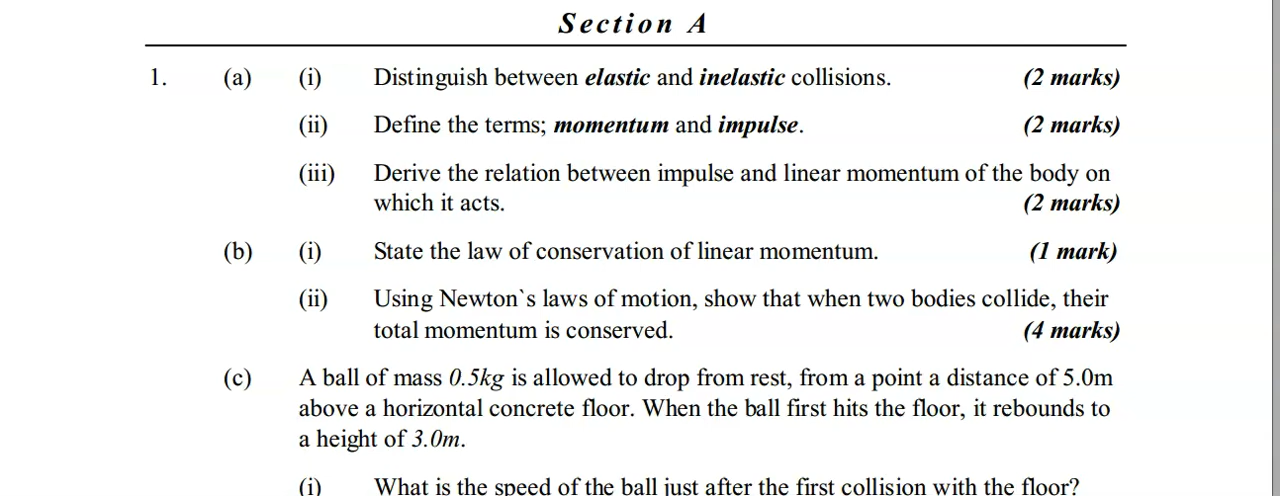 Section A
1. (a) (i) Distinguish between elastic and inelastic collisions. (2 marks)
(ii) Define the terms; momentum and impulse. (2 marks)
(iii) Derive the relation between impulse and linear momentum of the body on
which it acts. (2 marks)
(b) (i) State the law of conservation of linear momentum. (1 mark)
(ii) Using Newton`s laws of motion, show that when two bodies collide, their
total momentum is conserved. (4 marks)
(c) A ball of mass 0.5kg is allowed to drop from rest, from a point a distance of 5.0m
above a horizontal concrete floor. When the ball first hits the floor, it rebounds to
a height of 3.0m.
(i) What is the speed of the ball just after the first collision with the floor?